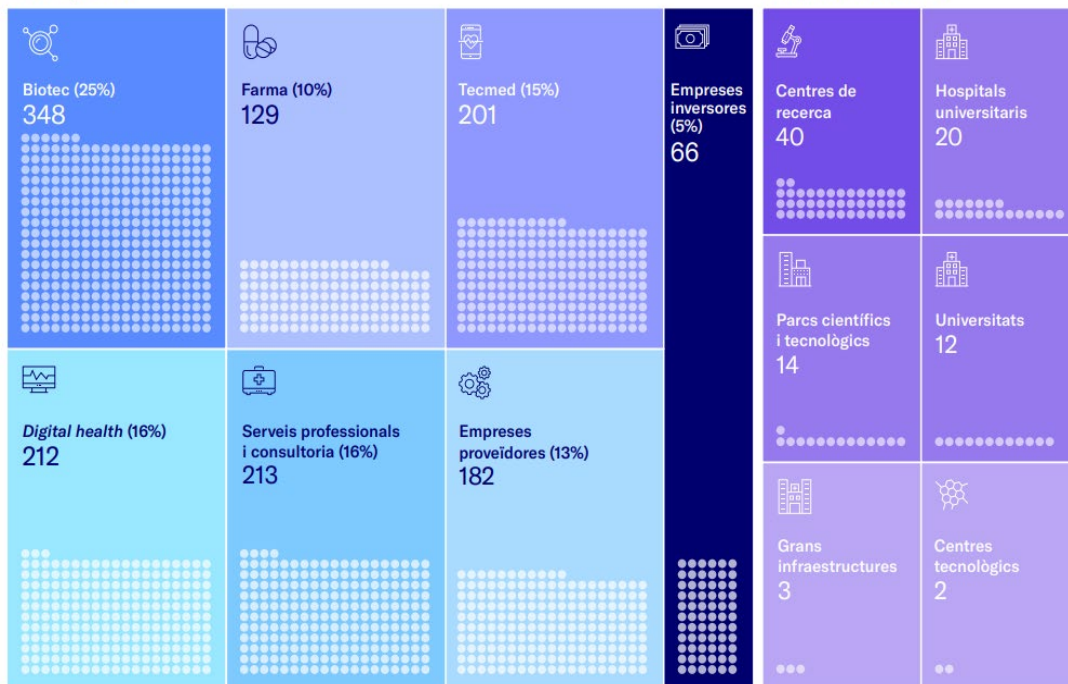 Biotec (25%)
348
Farma (10%)
129
Tecmed (15%)
201
Empreses
inversores
(5%)
66
Centres de
recerca
40
Hospitals
universitaris
20
Parcs científics
i tecnològics
14
Universitats
12
Digital health (16%)
212
Serveis professionals
i consultoria (16%)
213
Empreses
proveïdores (13%)
182
Grans
infraestructures
3
Centres
tecnològics
2